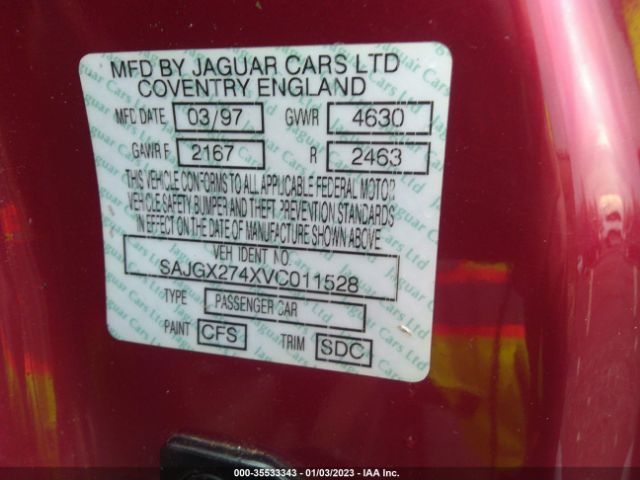 MFD BY JAGUAR CARS LTD
COVENTRY ENGLAND
MFD DATE 03/97 GVWR 4630
GAWR F 2167 R 2463
THIS VEHICLE CONFORMS TO ALL APPLICABLE FEDERAL MOTOR
VEHICLE SAFETY, BUMPER AND THEFT PREVENTION STANDARDS
IN EFFECT ON THE DATE OF MANUFACTURE SHOWN ABOVE
VEH IDENT NO.
SAJGX274XVC011528
TYPE PASSENGER CAR
PAINT CFS TRIM SDC
000-35533343 - 01/03/2023 - IAA Inc.